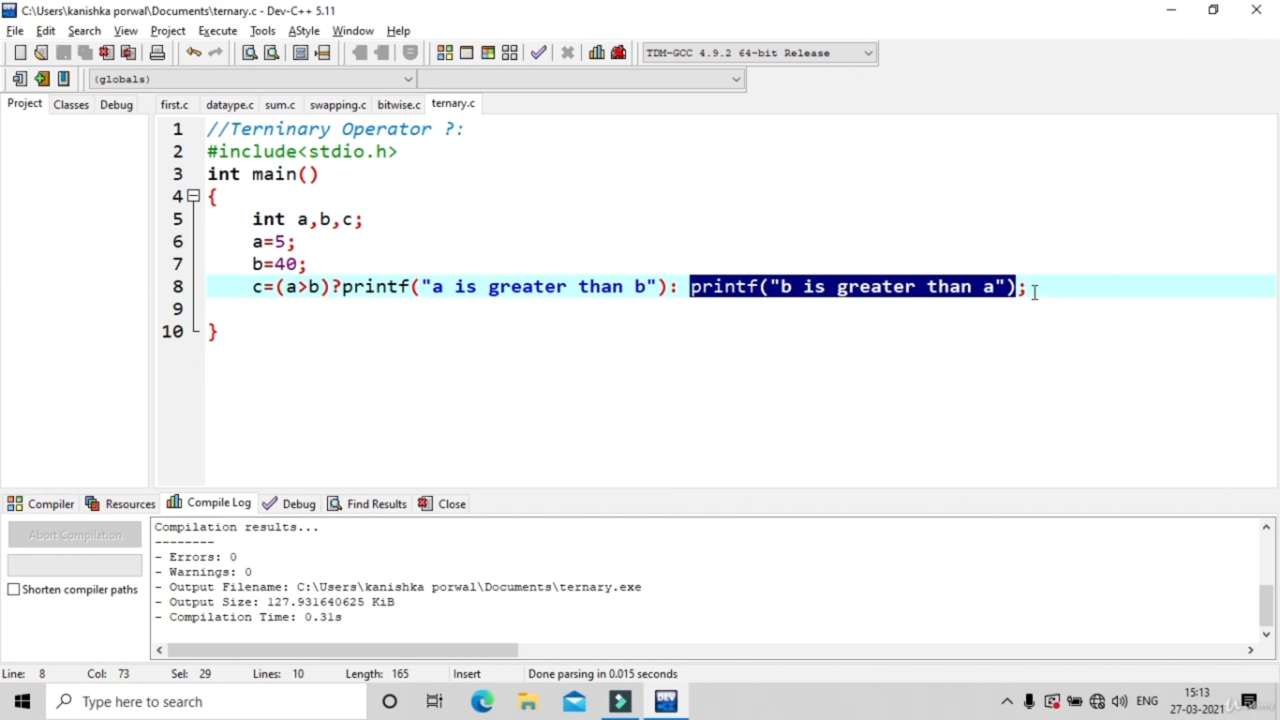 C:\Users\kanishka porwal\Documents\ternary.c - Dev-C++ 5.11
File Edit Search View Project Execute Tools AStyle Window Help
TDM-GCC 4.9.2 64-bit Release
(globals)
Project Classes Debug first.c dataype.c sum.c swapping.c bitwise.c ternary.c
1 //Terninary Operator ?:
2 #include<stdio.h>
3 int main()
4 {
5 int a,b,c;
6 a=5;
7 b=40;
8 c=(a>b)?printf("a is greater than b"): printf("b is greater than a");
9
10 }
Compiler Resources Compile Log Debug Find Results Close
Abort Compilation
Shorten compiler paths
Compilation results...
--------
- Errors: 0
- Warnings: 0
- Output Filename: C:\Users\kanishka porwal\Documents\ternary.exe
- Output Size: 127.931640625 KiB
- Compilation Time: 0.31s
Line: 8 Col: 73 Sel: 29 Lines: 10 Length: 165 Insert Done parsing in 0.015 seconds
Type here to search
DEV
ENG
15:13
27-03-2021
Udemy